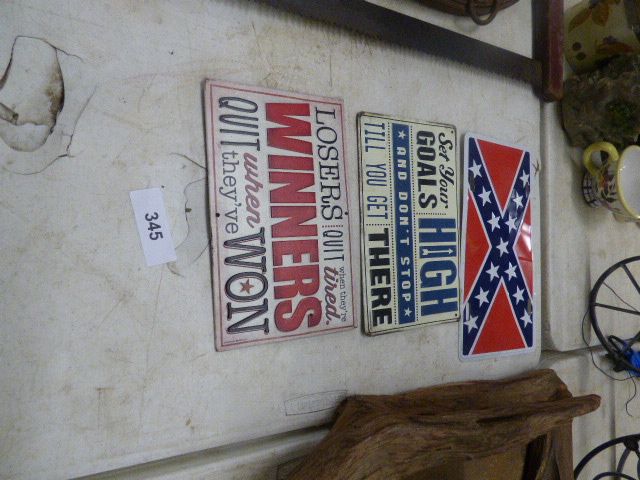 345
LOSERS QUIT when they're tired.
WINNERS
QUIT when
they've WON
Set Your
GOALS HIGH
AND DON'T STOP
TILL YOU GET THERE